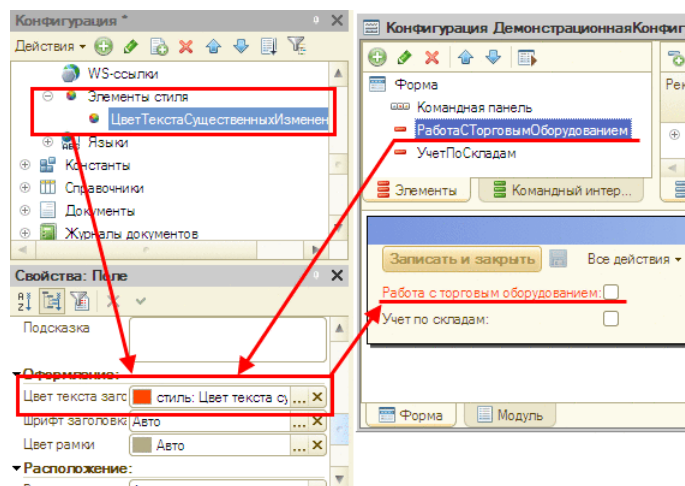 Конфигурация *
Действия
WS-ссылки
Элементы стиля
ЦветТекстаСущественныхИзменен
Языки
Константы
Справочники
Документы
Журналы документов
Свойства: Поле
Подсказка
Оформление:
Цвет текста заго стиль: Цвет текста су ...
Шрифт заголовка Авто ...
Цвет рамки Авто ...
Расположение:
Конфигурация ДемонстрационнаяКонфиг
Форма
Командная панель
РаботаСТорговымОборудованием
УчетПоСкладам
Рек
Элементы
Командный интер...
Записать и закрыть
Все действия
Работа с торговым оборудованием:
Учет по складам:
Форма
Модуль